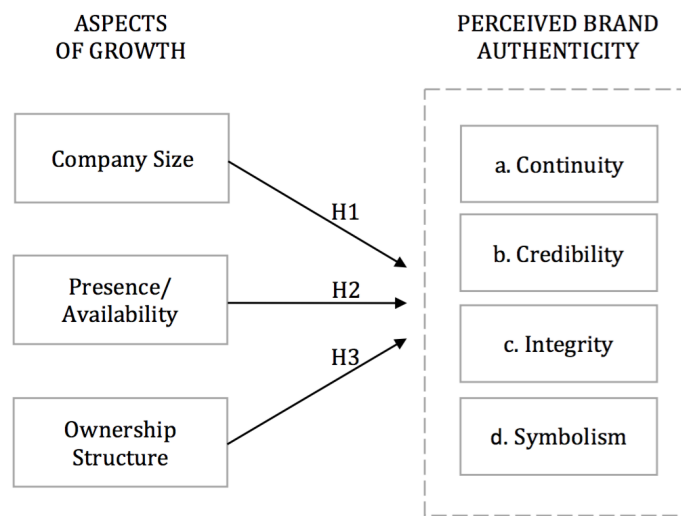 ASPECTS
OF GROWTH
PERCEIVED BRAND
AUTHENTICITY
Company Size
Presence/
Availability
Ownership
Structure
H1
H2
H3
a. Continuity
b. Credibility
c. Integrity
d. Symbolism